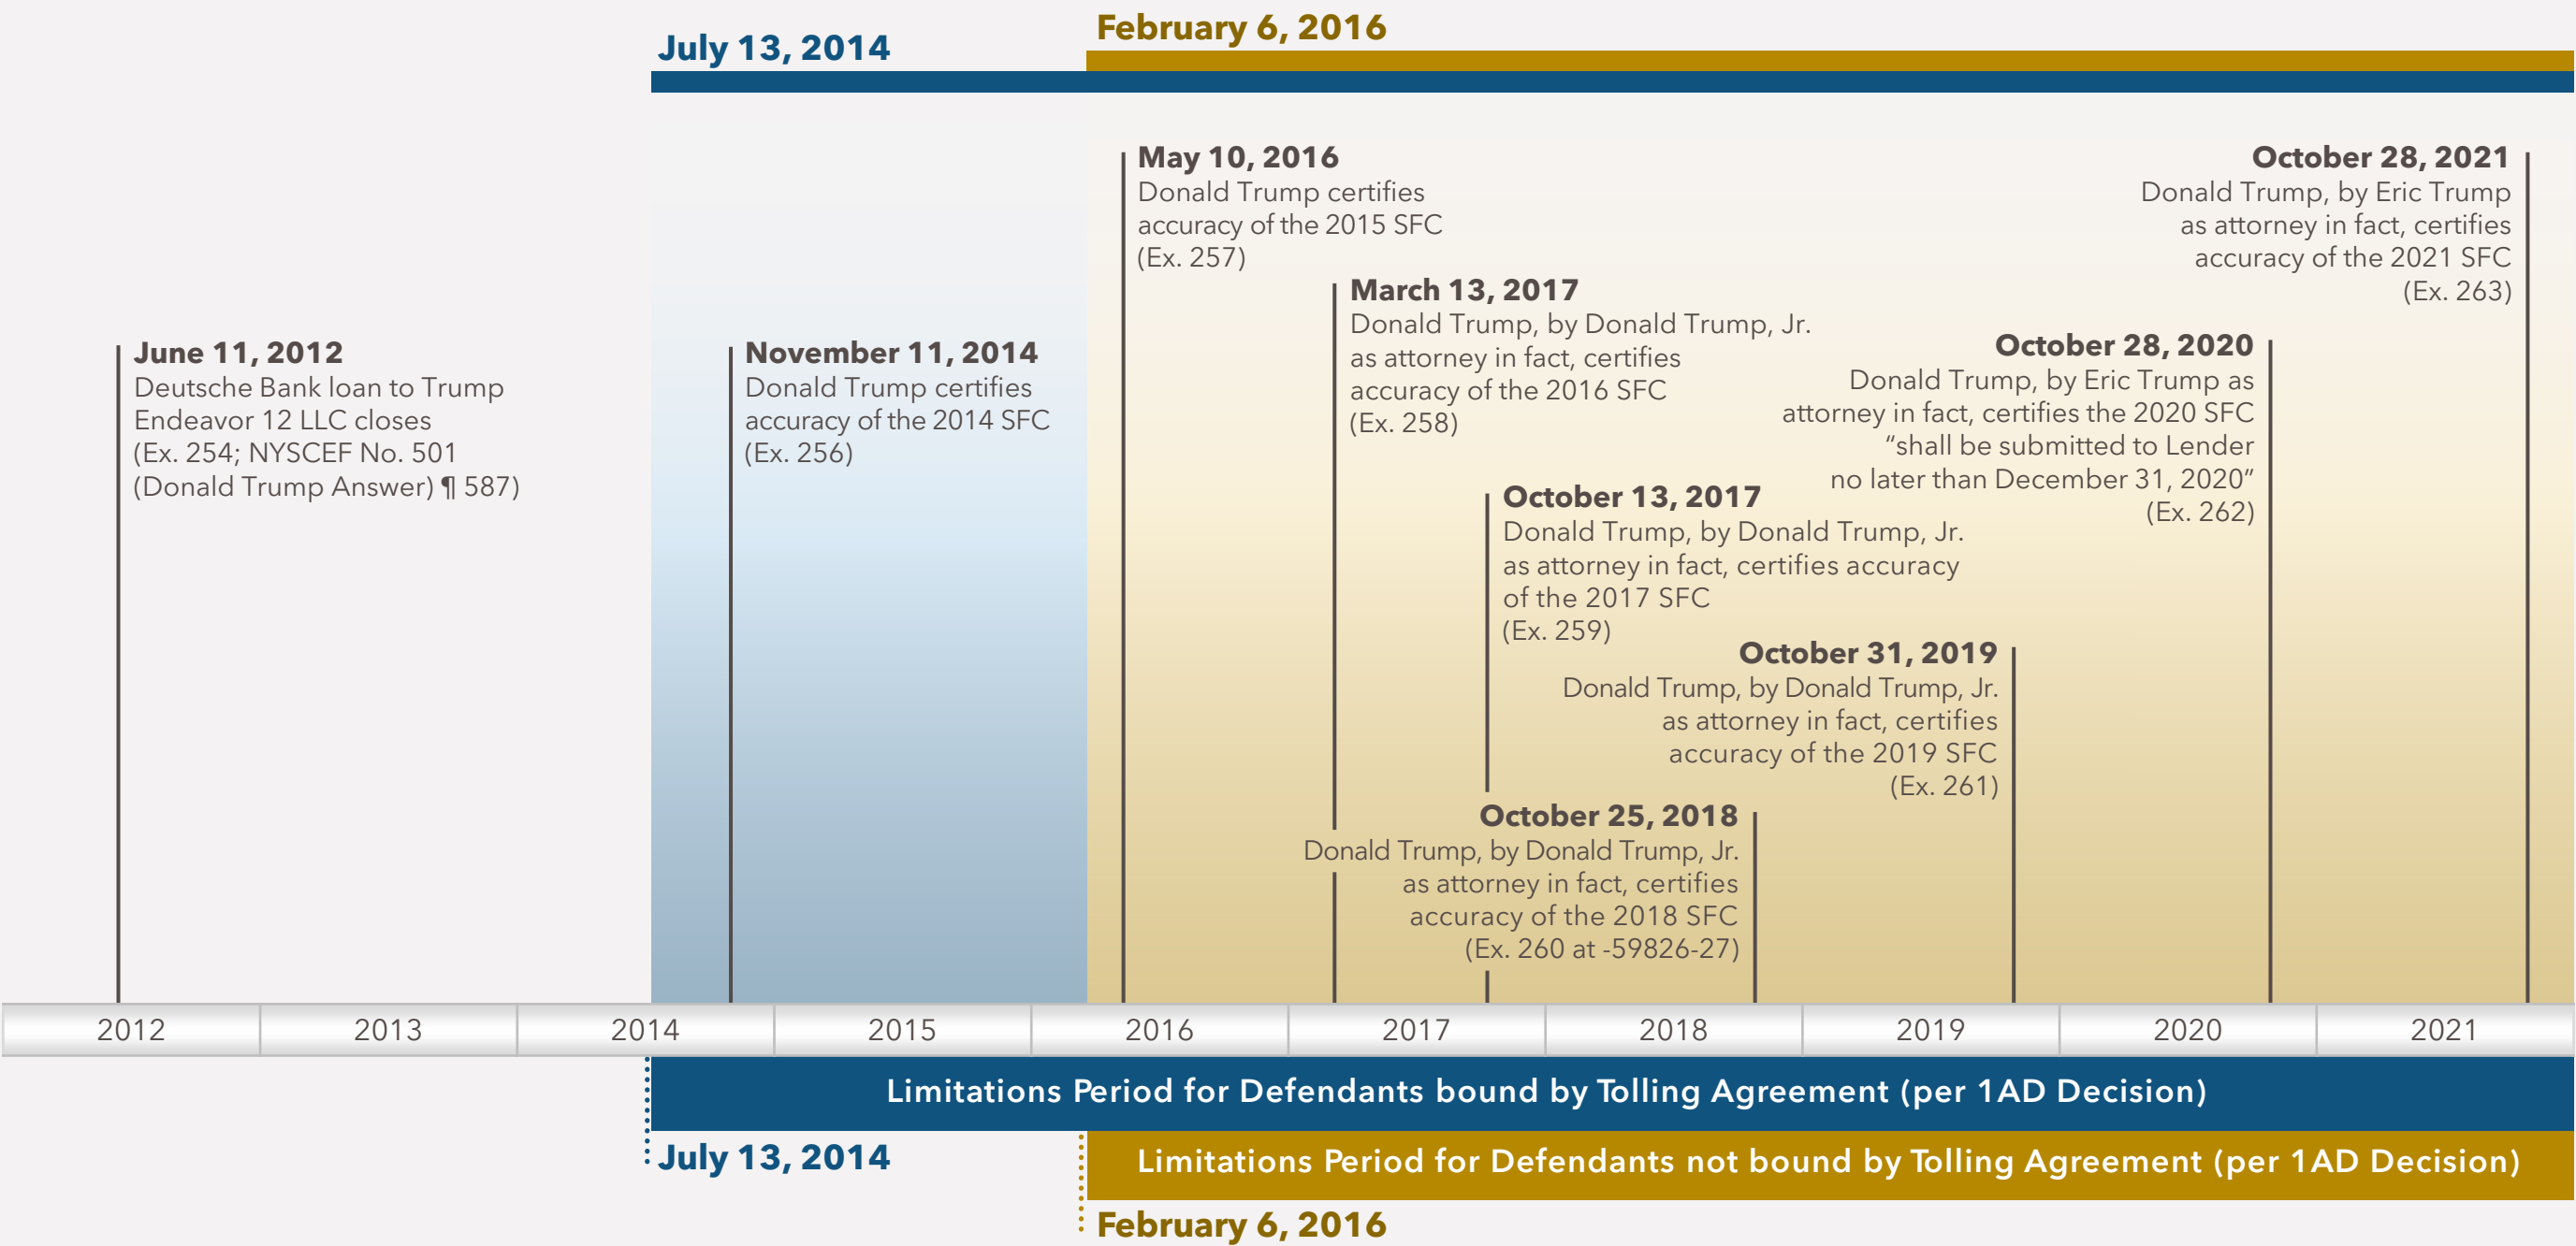 July 13, 2014
February 6, 2016
June 11, 2012
Deutsche Bank loan to Trump
Endeavor 12 LLC closes
(Ex. 254; NYSCEF No. 501
(Donald Trump Answer) ¶ 587)
November 11, 2014
Donald Trump certifies
accuracy of the 2014 SFC
(Ex. 256)
May 10, 2016
Donald Trump certifies
accuracy of the 2015 SFC
(Ex. 257)
March 13, 2017
Donald Trump, by Donald Trump, Jr.
as attorney in fact, certifies
accuracy of the 2016 SFC
(Ex. 258)
October 13, 2017
Donald Trump, by Donald Trump, Jr.
as attorney in fact, certifies accuracy
of the 2017 SFC
(Ex. 259)
October 25, 2018
Donald Trump, by Donald Trump, Jr.
as attorney in fact, certifies
accuracy of the 2018 SFC
(Ex. 260 at -59826-27)
October 31, 2019
Donald Trump, by Donald Trump, Jr.
as attorney in fact, certifies
accuracy of the 2019 SFC
(Ex. 261)
October 28, 2020
Donald Trump, by Eric Trump as
attorney in fact, certifies the 2020 SFC
“shall be submitted to Lender
no later than December 31, 2020”
(Ex. 262)
October 28, 2021
Donald Trump, by Eric Trump
as attorney in fact, certifies
accuracy of the 2021 SFC
(Ex. 263)
2012 2013 2014 2015 2016 2017 2018 2019 2020 2021
Limitations Period for Defendants bound by Tolling Agreement (per 1AD Decision)
July 13, 2014
Limitations Period for Defendants not bound by Tolling Agreement (per 1AD Decision)
February 6, 2016